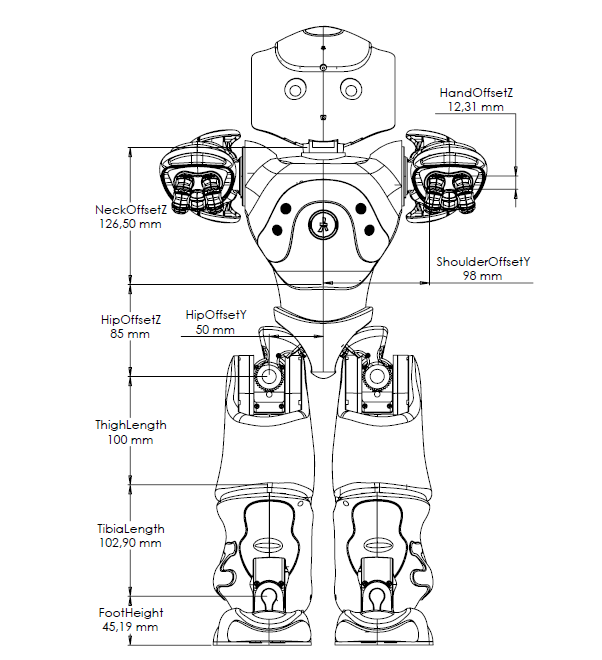 HandOffsetZ
12,31 mm
NeckOffsetZ
126,50 mm
ShoulderOffsetY
98 mm
HipOffsetZ
85 mm
HipOffsetY
50 mm
ThighLength
100 mm
TibiaLength
102,90 mm
FootHeight
45,19 mm